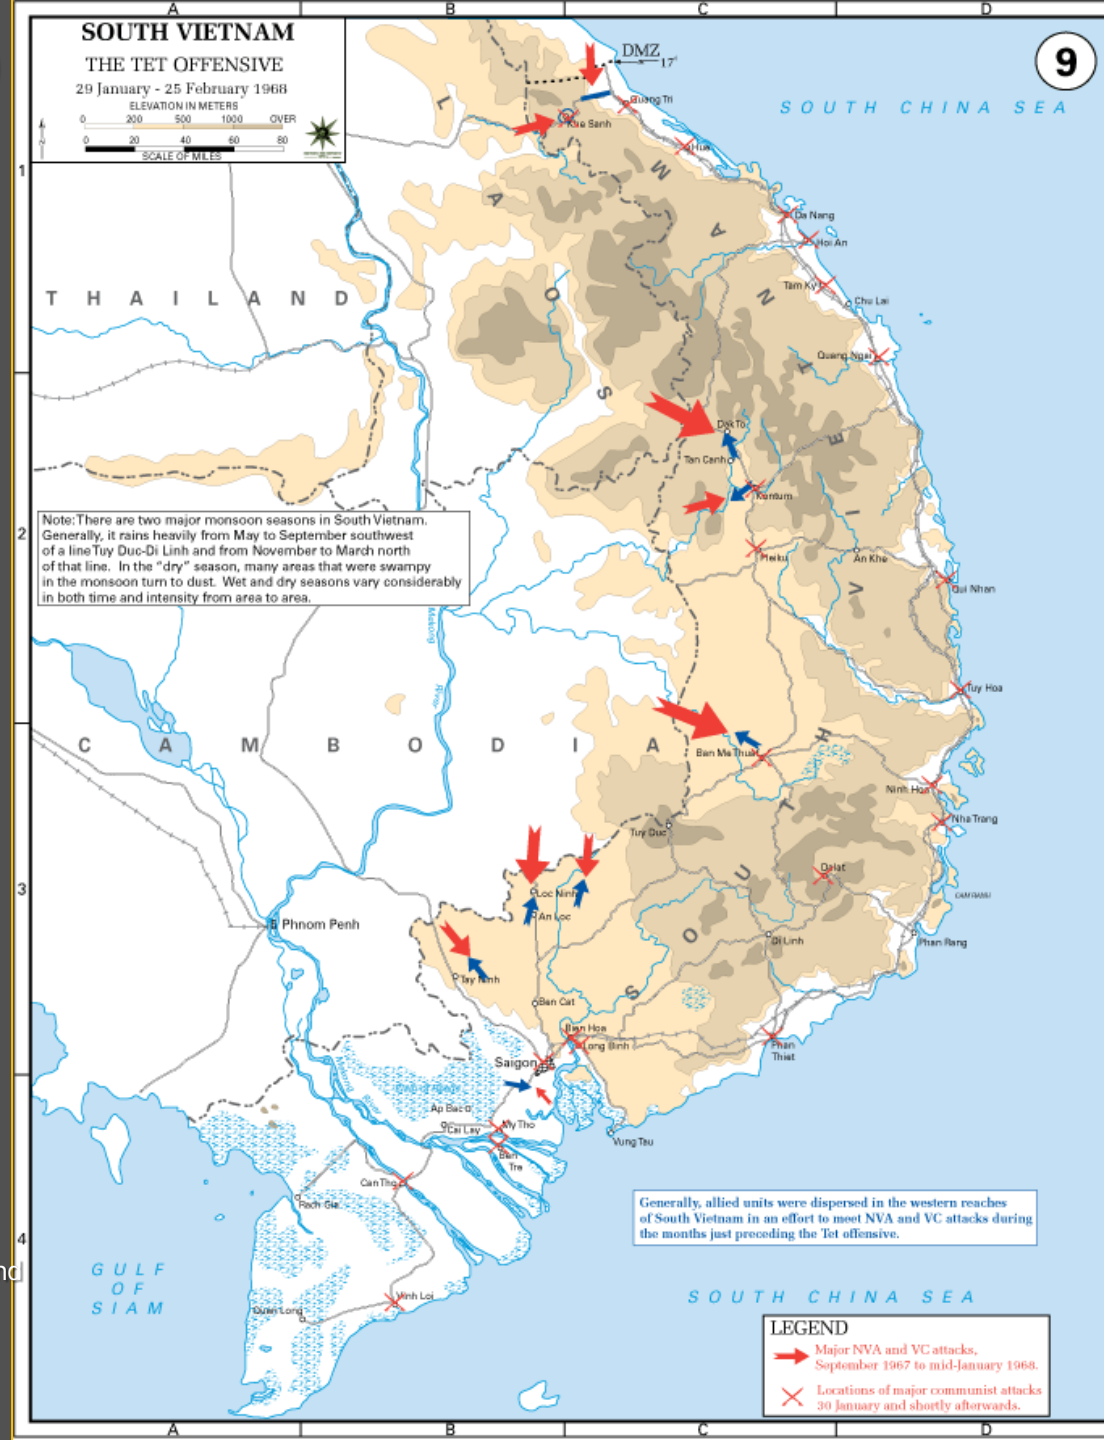 A
B
C
D
SOUTH VIETNAM
THE TET OFFENSIVE
29 January - 25 February 1968
ELEVATION IN METERS
0 200 500 1000 OVER
0 20 40 60 80
SCALE OF MILES
9
DMZ
17°
SOUTH CHINA SEA
Quang Tri
Khe Sanh
Hue
1
LAOS
Da Nang
Hoi An
Tam Ky
Chu Lai
THAILAND
Quang Ngai
SOUTH VIETNAM
Dak To
Tan Canh
Kontum
2
Note: There are two major monsoon seasons in South Vietnam.
Generally, it rains heavily from May to September southwest
of a line Tuy Duc-Di Linh and from November to March north
of that line. In the "dry" season, many areas that were swampy
in the monsoon turn to dust. Wet and dry seasons vary considerably
in both time and intensity from area to area.
Pleiku
An Khe
Qui Nhan
Mekong
River
Tuy Hoa
CAMBODIA
Ban Me Thuat
Ninh Hoa
Nha Trang
Tuy Duc
Dalat
3
Loc Ninh
An Loc
CAM RANH
Phnom Penh
Di Linh
Phan Rang
Tay Ninh
Ben Cat
Bien Hoa
Long Binh
Phan
Thiet
Saigon
Ap Bac
Cai Lay
My Tho
Vung Tau
Ben
Tre
Can Tho
Rach Gia
Generally, allied units were dispersed in the western reaches
of South Vietnam in an effort to meet NVA and VC attacks during
the months just preceding the Tet offensive.
4
GULF
OF
SIAM
Vinh Loi
Quan Long
SOUTH CHINA SEA
LEGEND
Major NVA and VC attacks,
September 1967 to mid-January 1968.
Locations of major communist attacks
30 January and shortly afterwards.
A
B
C
D